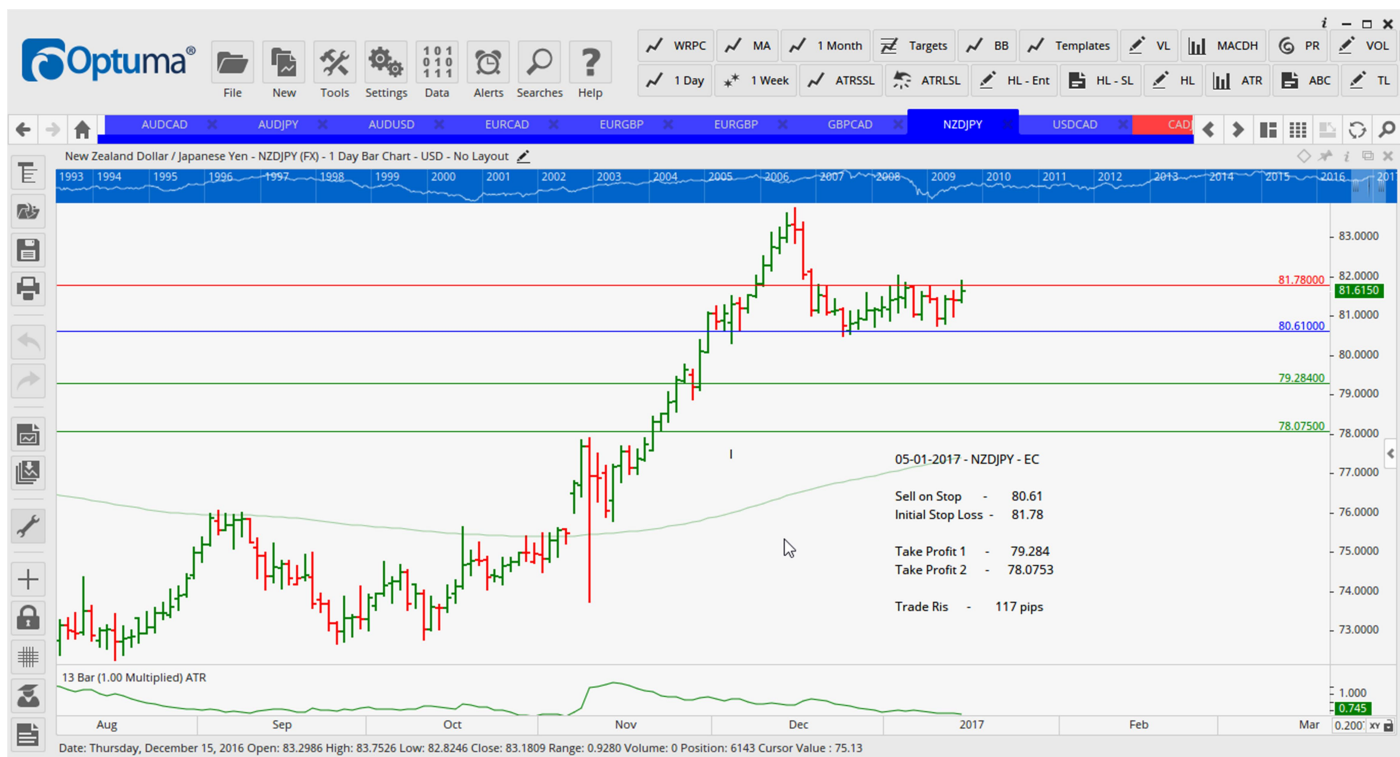 i
Optuma®
File
New
Tools
Settings
101 010 111
Data
Alerts
Searches
?
Help
WRPC
MA
1 Month
Targets
BB
Templates
VL
MACDH
PR
VOL
1 Day
1 Week
ATRSSL
ATRLSL
HL - Ent
HL - SL
HL
ATR
ABC
TL
AUDCAD
AUDJPY
AUDUSD
EURCAD
EURGBP
EURGBP
GBPCAD
NZDJPY
USDCAD
CADJ
New Zealand Dollar / Japanese Yen - NZDJPY (FX) - 1 Day Bar Chart - USD - No Layout
1993 1994 1995 1996 1997 1998 1999 2000 2001 2002 2003 2004 2005 2006 2007 2008 2009 2010 2011 2012 2013 2014 2015 2016 201
83.0000
82.0000
81.78000
81.6150
81.0000
80.61000
80.0000
79.28400
79.0000
78.07500
78.0000
77.0000
76.0000
75.0000
74.0000
73.0000
05-01-2017 - NZDJPY - EC
Sell on Stop - 80.61
Initial Stop Loss - 81.78
Take Profit 1 - 79.284
Take Profit 2 - 78.0753
Trade Ris - 117 pips
13 Bar (1.00 Multiplied) ATR
1.000
0.745
0.200
XY
Aug Sep Oct Nov Dec 2017 Feb Mar
Date: Thursday, December 15, 2016 Open: 83.2986 High: 83.7526 Low: 82.8246 Close: 83.1809 Range: 0.9280 Volume: 0 Position: 6143 Cursor Value : 75.13